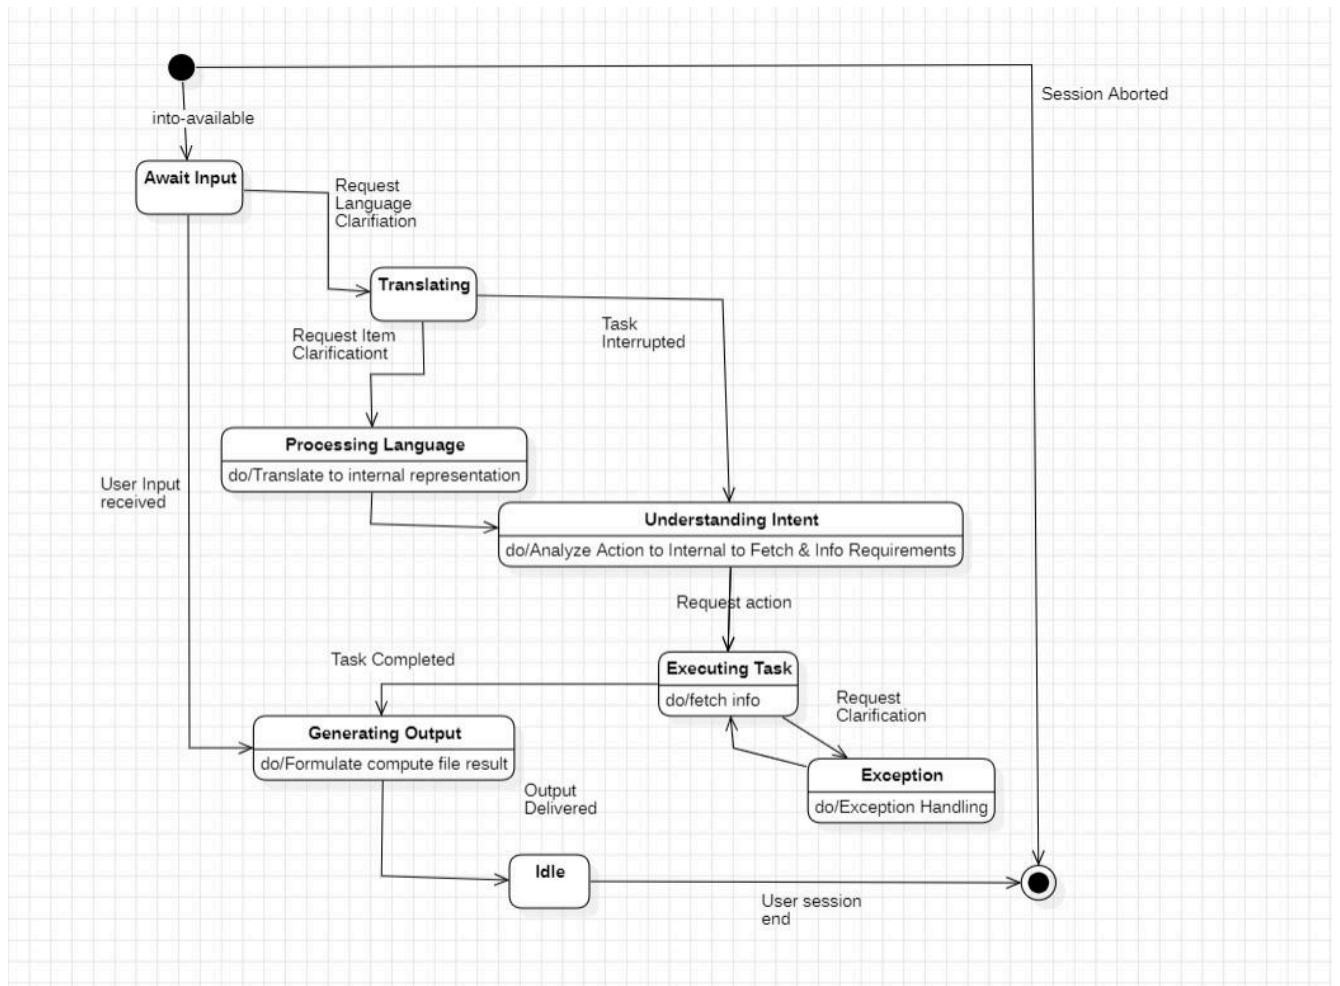 Session Aborted
into-available
Await Input
Request
Language
Clarifiation
Translating
Request Item
Clarificationt
Task
Interrupted
Processing Language
do/Translate to internal representation
User Input
received
Understanding Intent
do/Analyze Action to Internal to Fetch & Info Requirements
Request action
Task Completed
Executing Task
do/fetch info
Request
Clarification
Generating Output
do/Formulate compute file result
Exception
do/Exception Handling
Output
Delivered
Idle
User session
end